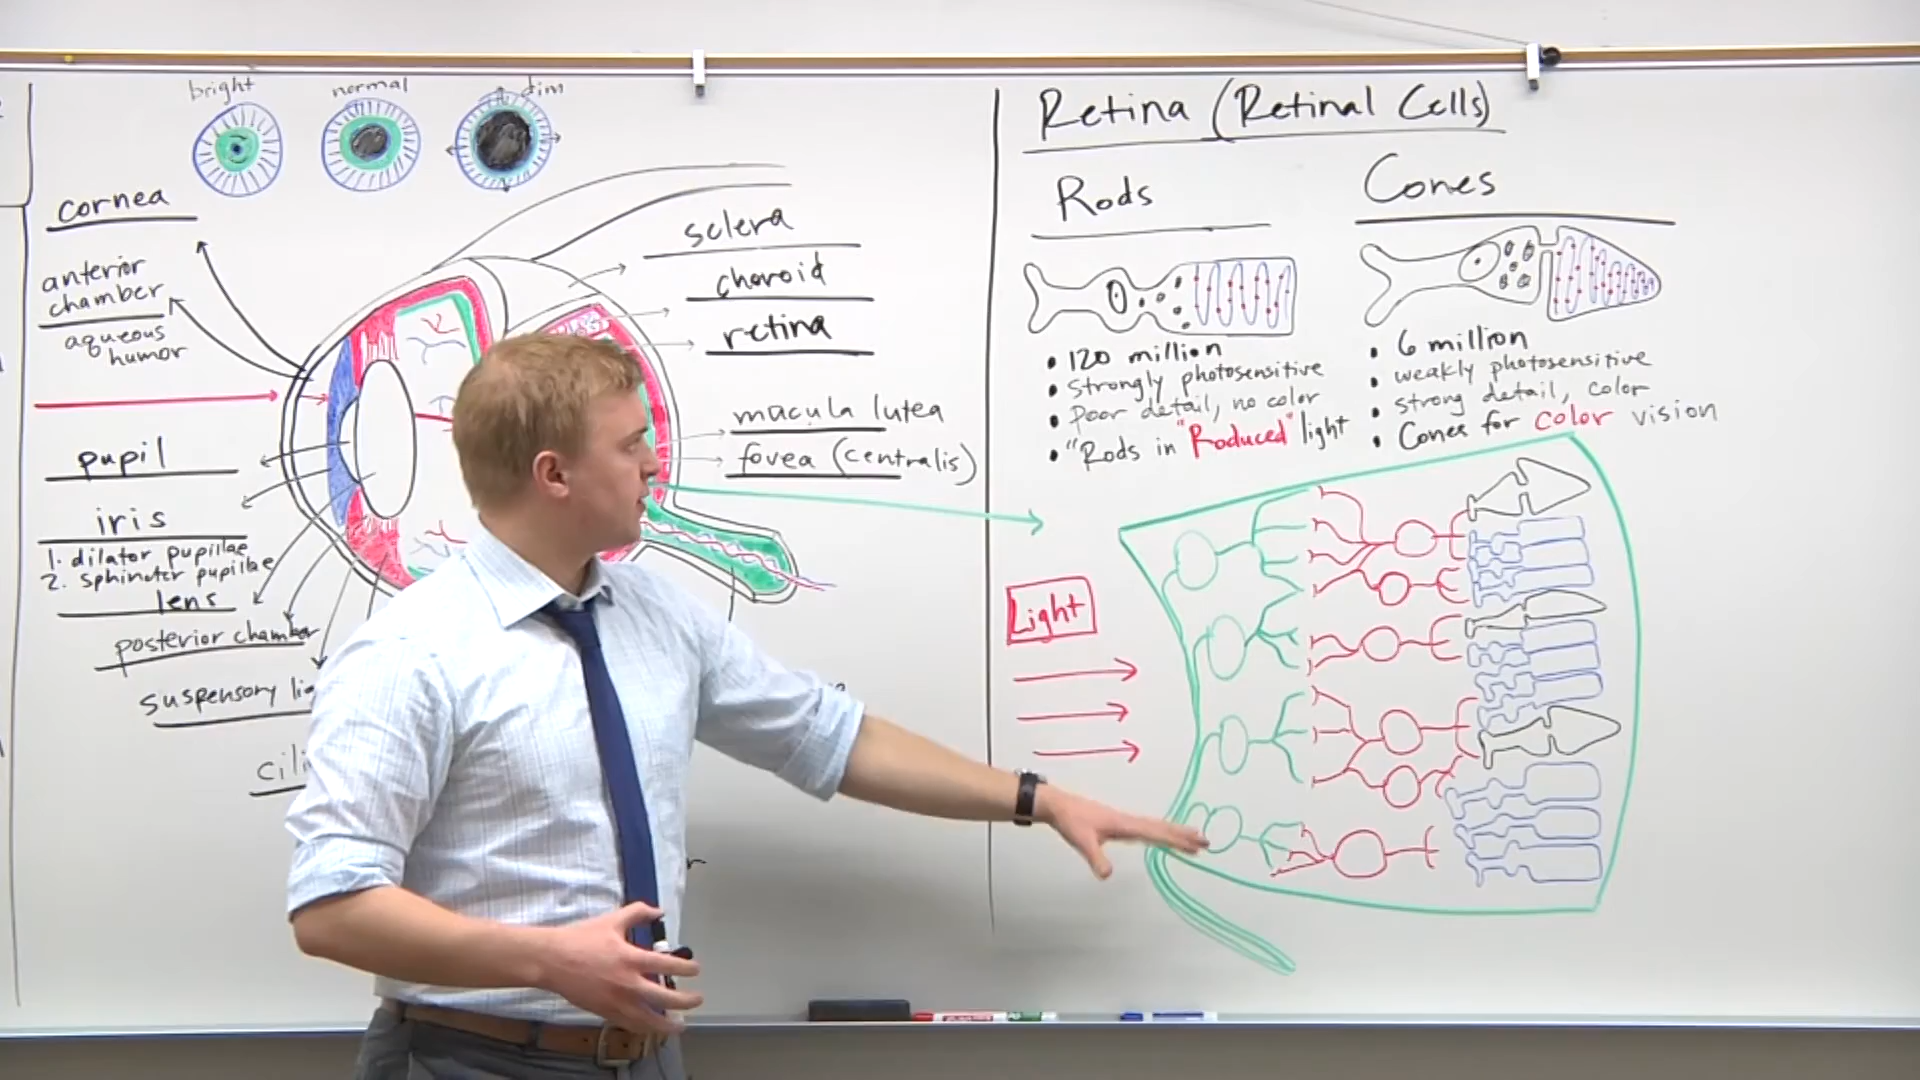 bright
normal
dim
cornea
anterior
chamber
aqueous
humor
pupil
iris
1. dilator pupillae
2. sphincter pupillae
lens
posterior chamber
suspensory
sclera
choroid
retina
macula lutea
fovea (centralis)
Retina (Retinal Cells)
Rods
• 120 million
• strongly photosensitive
• poor detail, no color
• "Rods in "Roduced" light
Cones
• 6 million
• weakly photosensitive
• strong detail, color
• Cones for color vision
Light